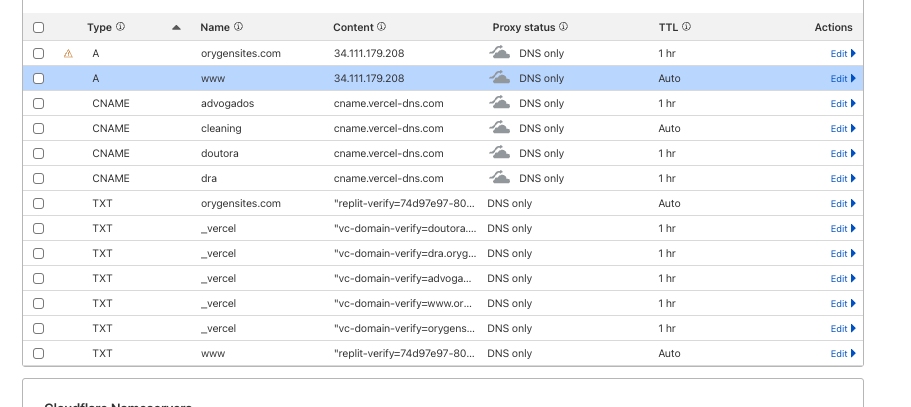 Type Name Content Proxy status TTL Actions
A orygensites.com 34.111.179.208 DNS only 1 hr Edit
A www 34.111.179.208 DNS only Auto Edit
CNAME advogados cname.vercel-dns.com DNS only 1 hr Edit
CNAME cleaning cname.vercel-dns.com DNS only Auto Edit
CNAME doutora cname.vercel-dns.com DNS only 1 hr Edit
CNAME dra cname.vercel-dns.com DNS only 1 hr Edit
TXT orygensites.com "replit-verify=74d97e97-80... DNS only Auto Edit
TXT _vercel "vc-domain-verify=doutora.... DNS only 1 hr Edit
TXT _vercel "vc-domain-verify=dra.oryg... DNS only 1 hr Edit
TXT _vercel "vc-domain-verify=advoga... DNS only 1 hr Edit
TXT _vercel "vc-domain-verify=www.or... DNS only 1 hr Edit
TXT _vercel "vc-domain-verify=orygens... DNS only 1 hr Edit
TXT www "replit-verify=74d97e97-80... DNS only Auto Edit
Cloudflare Nameservers